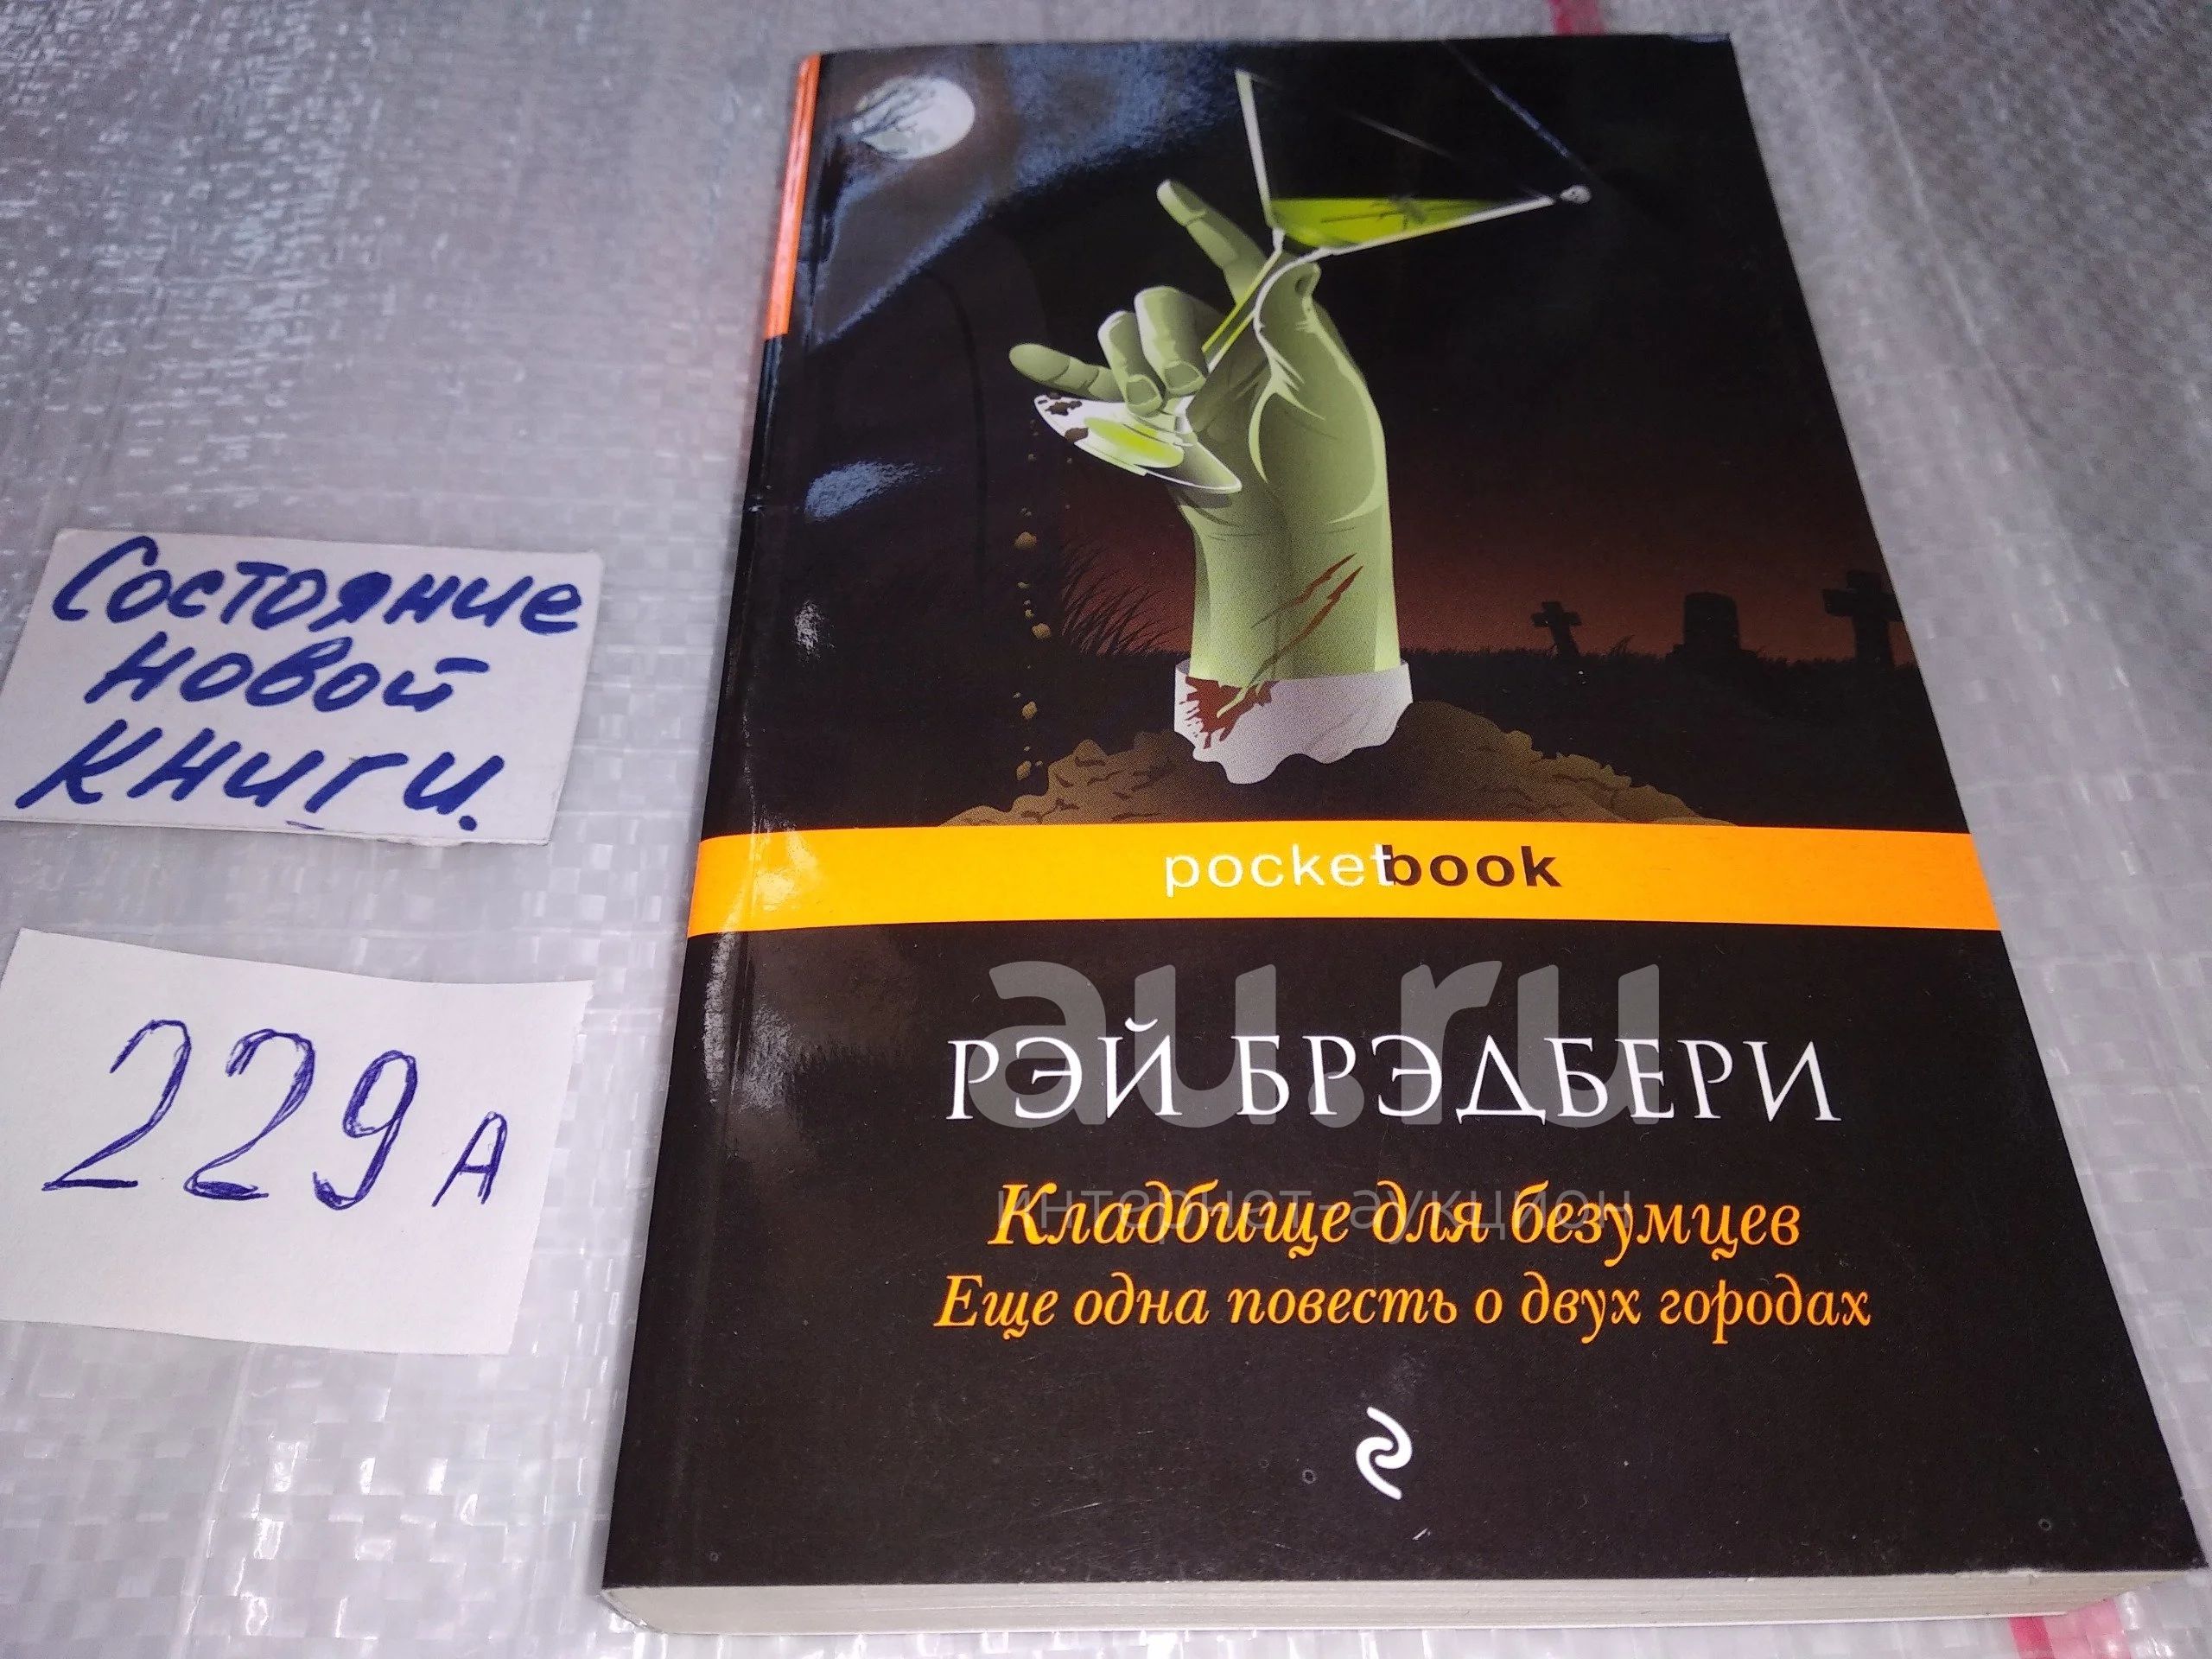 Состояние
новой
книги.
229А
pocketbook
au.ru
РЭЙ БРЭДБЕРИ
интернет-аукцион
Кладбище для безумцев
Еще одна повесть о двух городах